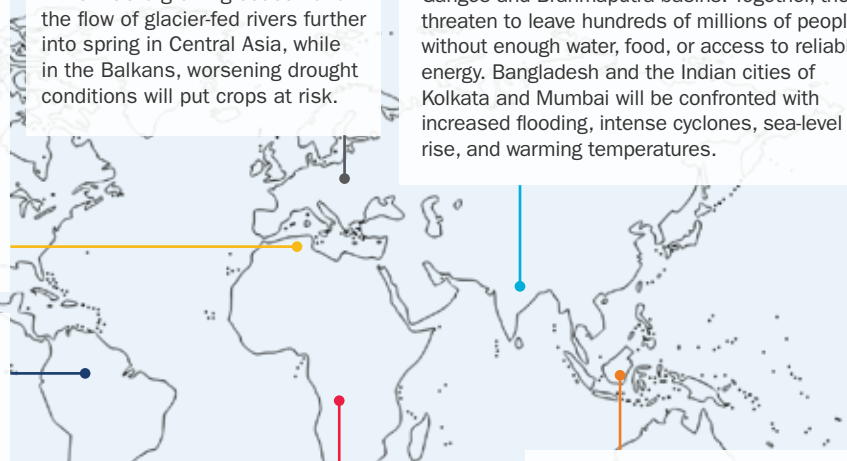 the flow of glacier-fed rivers further
into spring in Central Asia, while
in the Balkans, worsening drought
conditions will put crops at risk.
threaten to leave hundreds of millions of peopl
without enough water, food, or access to reliabl
energy. Bangladesh and the Indian cities of
Kolkata and Mumbai will be confronted with
increased flooding, intense cyclones, sea-level
rise, and warming temperatures.